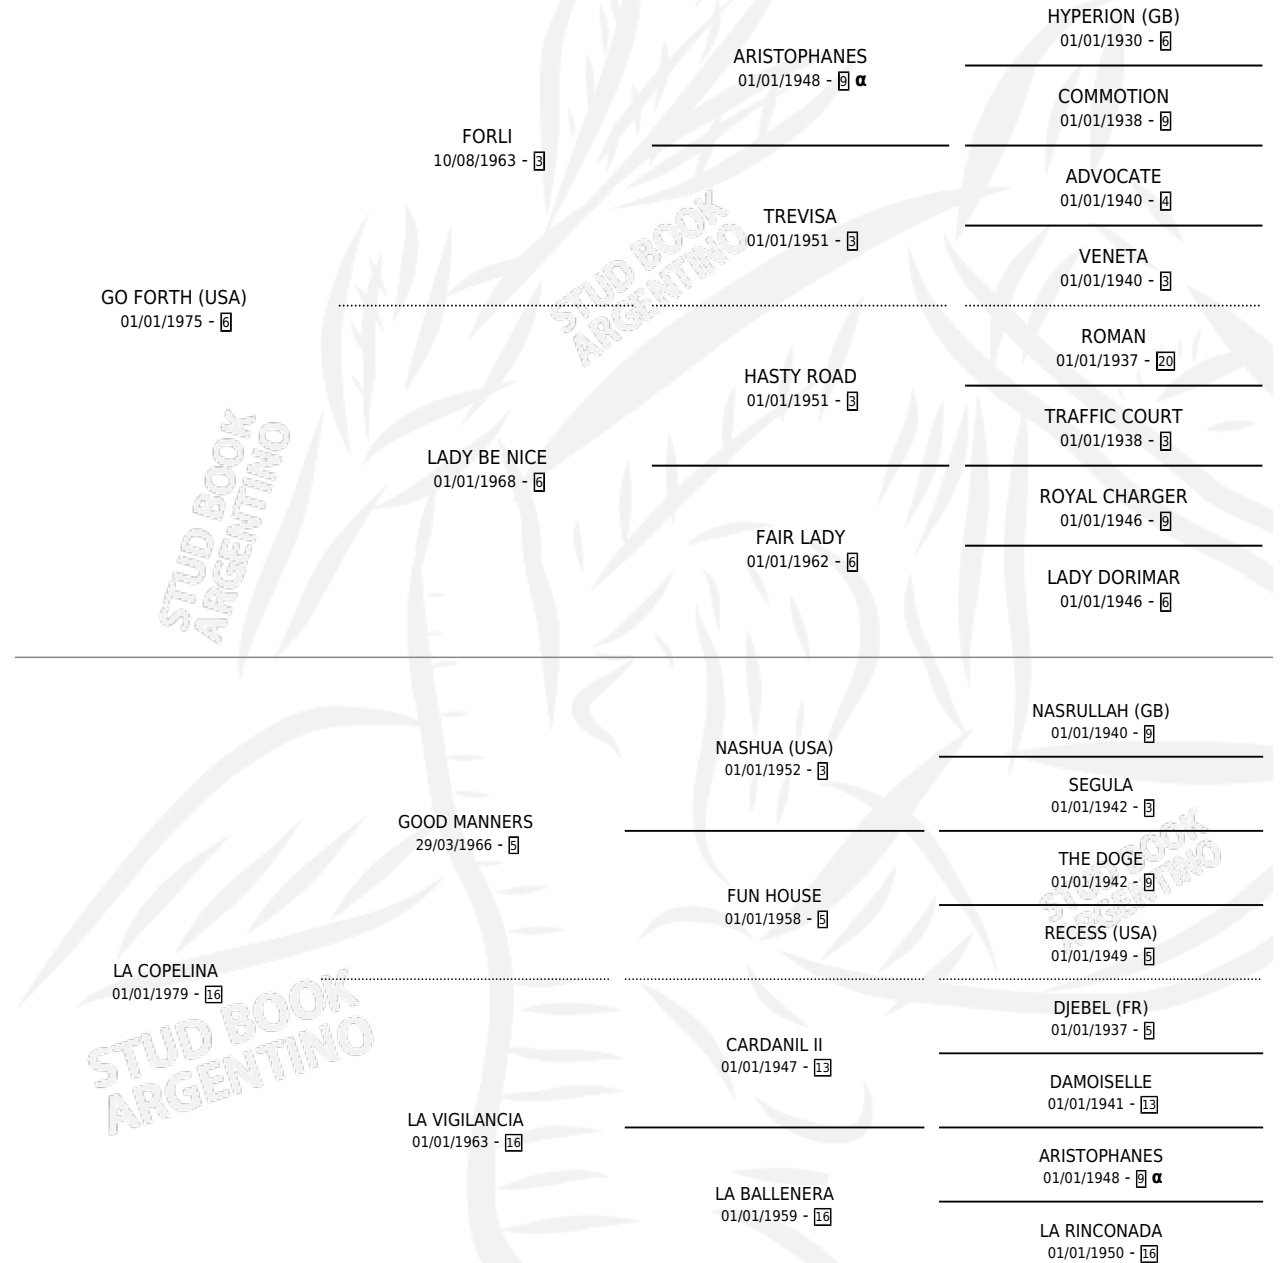 HYPERION (GB)
01/01/1930 - 6
ARISTOPHANES
01/01/1948 - 9 α
COMMOTION
01/01/1938 - 9
FORLI
10/08/1963 - 3
ADVOCATE
01/01/1940 - 4
TREVISA
01/01/1951 - 3
VENETA
01/01/1940 - 3
GO FORTH (USA)
01/01/1975 - 6
ROMAN
01/01/1937 - 20
HASTY ROAD
01/01/1951 - 3
TRAFFIC COURT
01/01/1938 - 3
LADY BE NICE
01/01/1968 - 6
ROYAL CHARGER
01/01/1946 - 9
FAIR LADY
01/01/1962 - 6
LADY DORIMAR
01/01/1946 - 6
STUD BOOK
ARGENTINO
STUD BOOK
ARGENTINO
NASRULLAH (GB)
01/01/1940 - 9
NASHUA (USA)
01/01/1952 - 3
SEGULA
01/01/1942 - 3
GOOD MANNERS
29/03/1966 - 5
THE DOGE
01/01/1942 - 9
FUN HOUSE
01/01/1958 - 5
RECESS (USA)
01/01/1949 - 5
LA COPELINA
01/01/1979 - 16
DJEBEL (FR)
01/01/1937 - 5
CARDANIL II
01/01/1947 - 13
DAMOISELLE
01/01/1941 - 13
LA VIGILANCIA
01/01/1963 - 16
ARISTOPHANES
01/01/1948 - 9 α
LA BALLENERA
01/01/1959 - 16
LA RINCONADA
01/01/1950 - 16
STUD BOOK
ARGENTINO
STUD BOOK
ARGENTINO